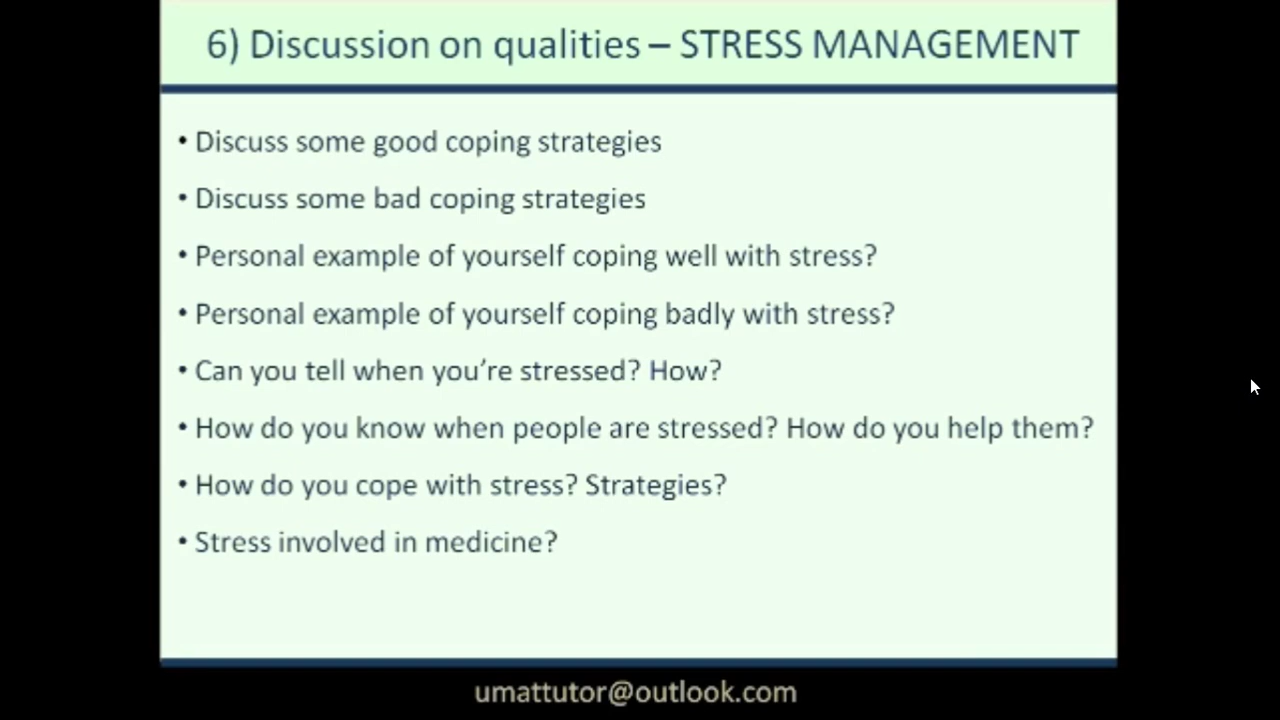 6) Discussion on qualities – STRESS MANAGEMENT
• Discuss some good coping strategies
• Discuss some bad coping strategies
• Personal example of yourself coping well with stress?
• Personal example of yourself coping badly with stress?
• Can you tell when you’re stressed? How?
• How do you know when people are stressed? How do you help them?
• How do you cope with stress? Strategies?
• Stress involved in medicine?
umattutor@outlook.com